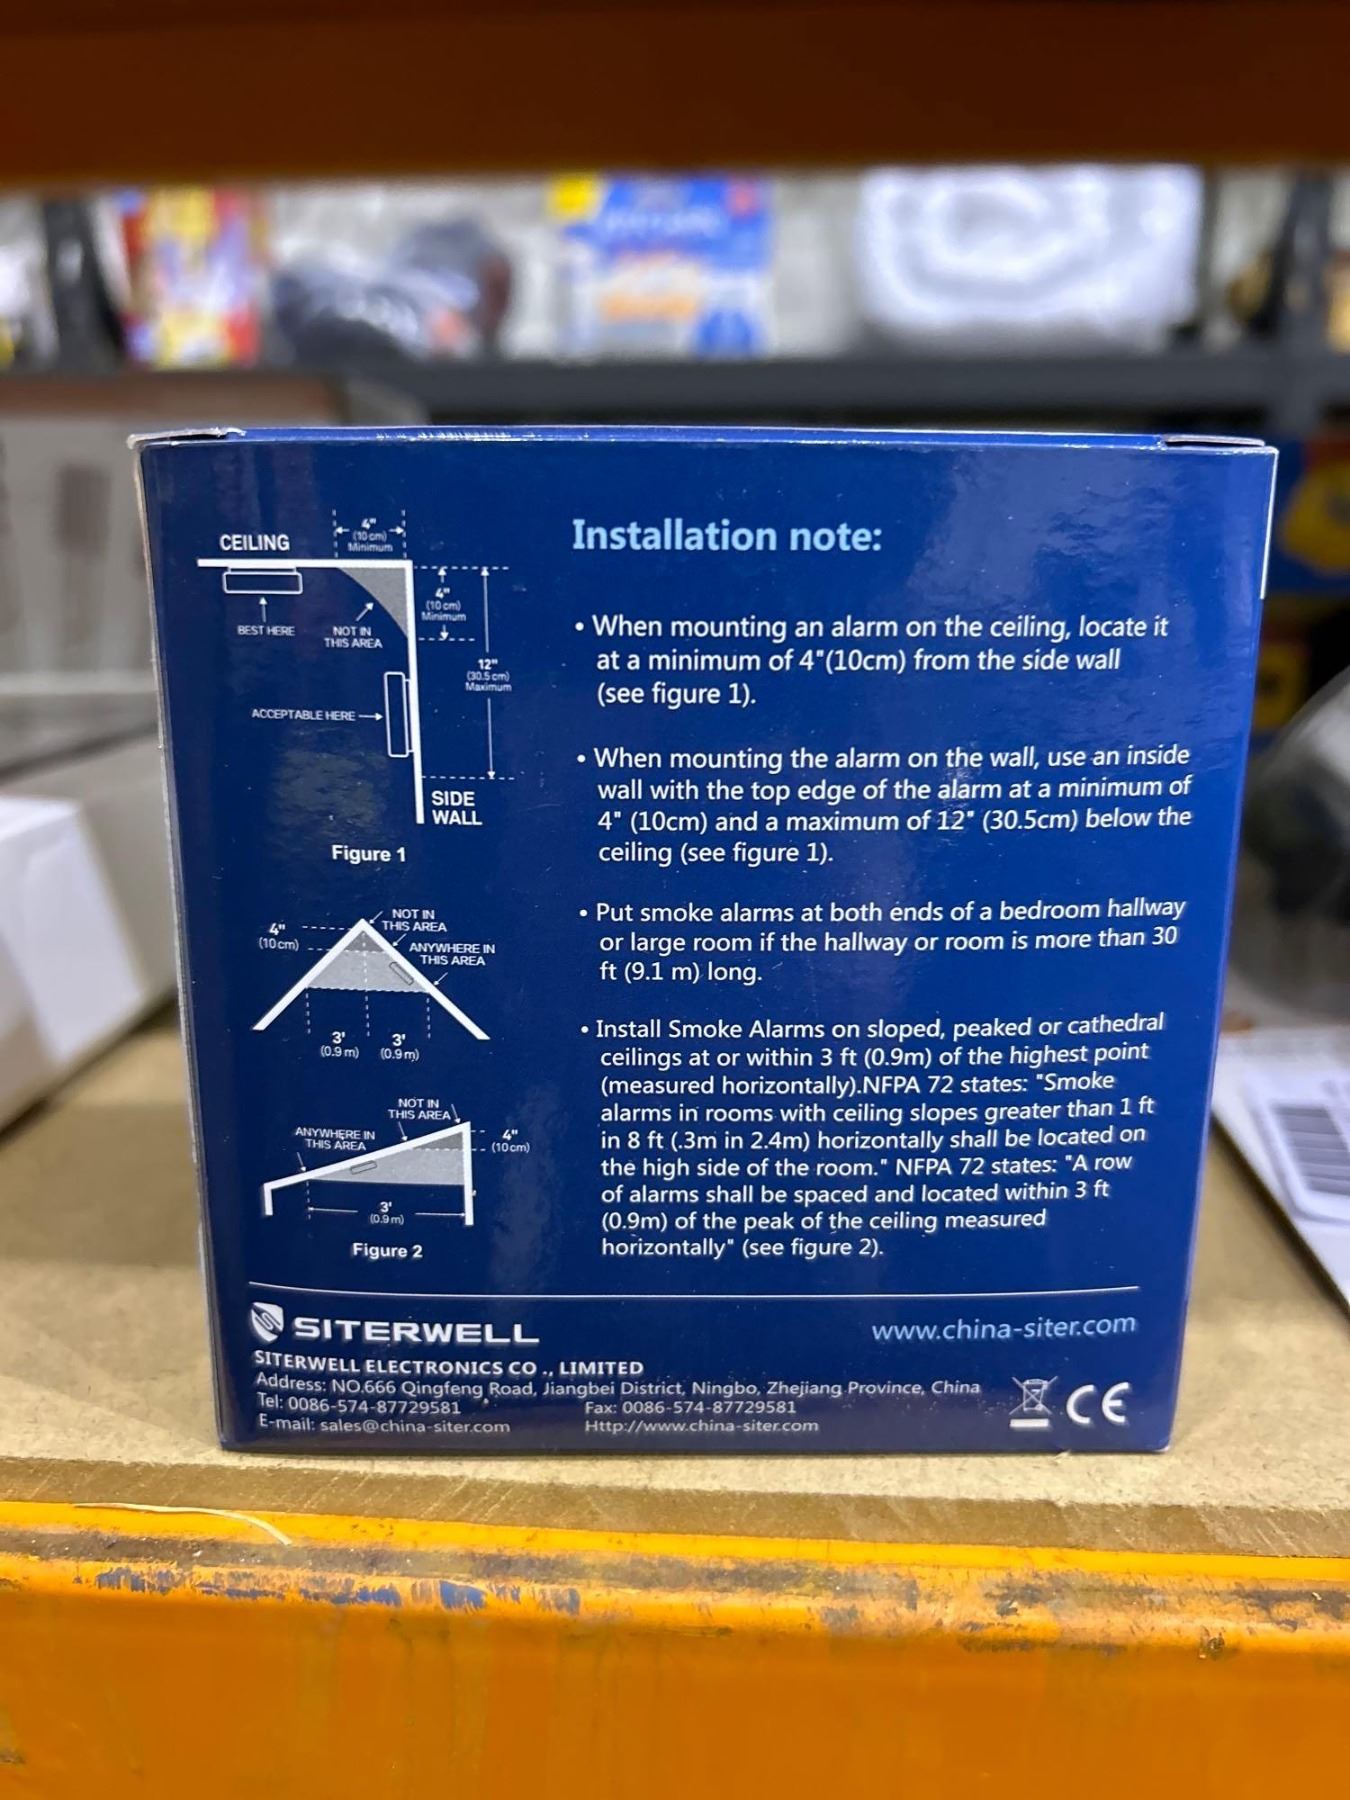 CEILING
4"
(10 cm)
Minimum
BEST HERE
NOT IN
THIS AREA
4"
(10 cm)
Minimum
12"
(30.5 cm)
Maximum
ACCEPTABLE HERE
SIDE
WALL
Figure 1
NOT IN
THIS AREA
4"
(10 cm)
ANYWHERE IN
THIS AREA
3'
(0.9 m)
3'
(0.9 m)
NOT IN
THIS AREA
ANYWHERE IN
THIS AREA
4"
(10 cm)
3'
(0.9 m)
Figure 2
Installation note:
• When mounting an alarm on the ceiling, locate it
at a minimum of 4"(10cm) from the side wall
(see figure 1).
• When mounting the alarm on the wall, use an inside
wall with the top edge of the alarm at a minimum of
4" (10cm) and a maximum of 12" (30.5cm) below the
ceiling (see figure 1).
• Put smoke alarms at both ends of a bedroom hallway
or large room if the hallway or room is more than 30
ft (9.1 m) long.
• Install Smoke Alarms on sloped, peaked or cathedral
ceilings at or within 3 ft (0.9m) of the highest point
(measured horizontally).NFPA 72 states: "Smoke
alarms in rooms with ceiling slopes greater than 1 ft
in 8 ft (.3m in 2.4m) horizontally shall be located on
the high side of the room." NFPA 72 states: "A row
of alarms shall be spaced and located within 3 ft
(0.9m) of the peak of the ceiling measured
horizontally" (see figure 2).
SITERWELL
www.china-siter.com
SITERWELL ELECTRONICS CO ., LIMITED
Address: NO.666 Qingfeng Road, Jiangbei District, Ningbo, Zhejiang Province, China
Tel: 0086-574-87729581 Fax: 0086-574-87729581
E-mail: sales@china-siter.com Http://www.china-siter.com
CE